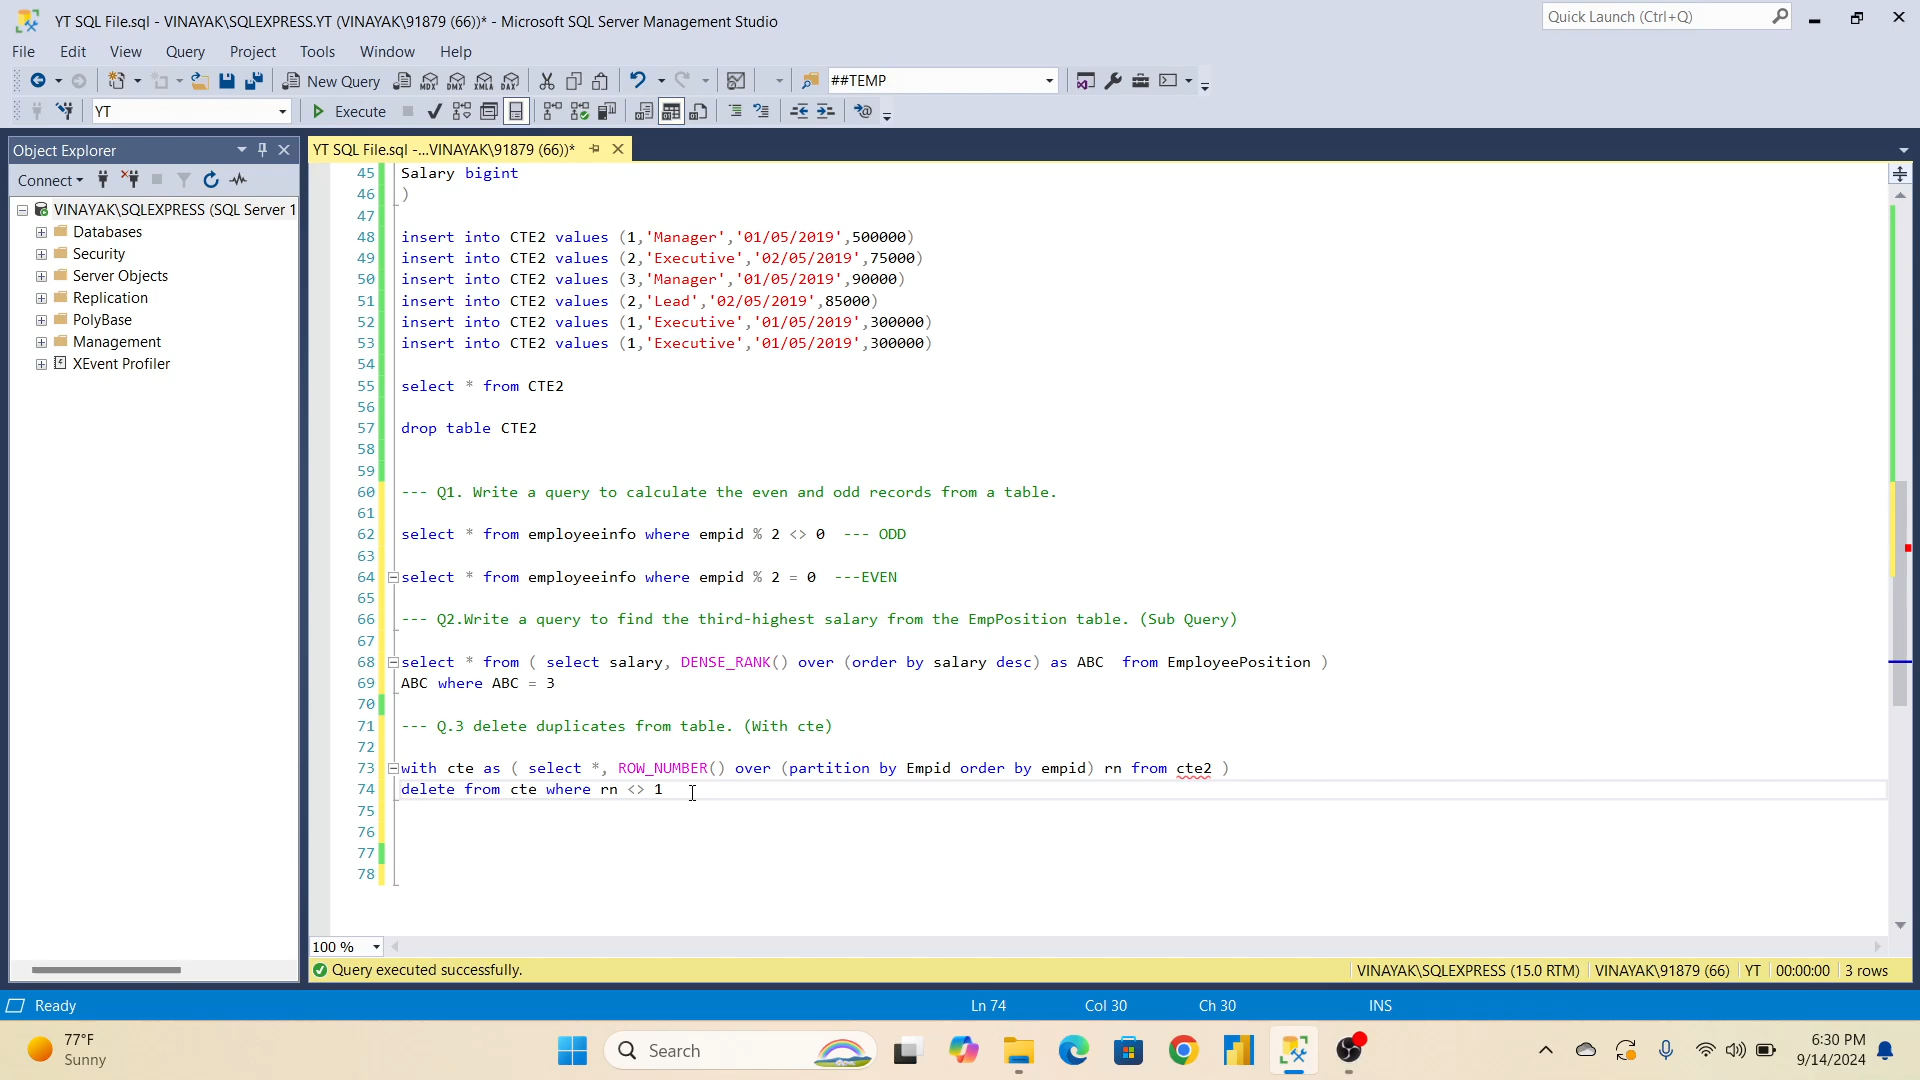 YT SQL File.sql - VINAYAK\SQLEXPRESS.YT (VINAYAK\91879 (66))* - Microsoft SQL Server Management Studio
Quick Launch (Ctrl+Q)
File Edit View Query Project Tools Window Help
New Query MDX DMX XMLA DAX ##TEMP
YT Execute
Object Explorer
YT SQL File.sql -...VINAYAK\91879 (66))*
Connect
VINAYAK\SQLEXPRESS (SQL Server 1
Databases
Security
Server Objects
Replication
PolyBase
Management
XEvent Profiler
45 Salary bigint
46 )
47
48 insert into CTE2 values (1,'Manager','01/05/2019',500000)
49 insert into CTE2 values (2,'Executive','02/05/2019',75000)
50 insert into CTE2 values (3,'Manager','01/05/2019',90000)
51 insert into CTE2 values (2,'Lead','02/05/2019',85000)
52 insert into CTE2 values (1,'Executive','01/05/2019',300000)
53 insert into CTE2 values (1,'Executive','01/05/2019',300000)
54
55 select * from CTE2
56
57 drop table CTE2
58
59
60 --- Q1. Write a query to calculate the even and odd records from a table.
61
62 select * from employeeinfo where empid % 2 <> 0 --- ODD
63
64 select * from employeeinfo where empid % 2 = 0 ---EVEN
65
66 --- Q2.Write a query to find the third-highest salary from the EmpPosition table. (Sub Query)
67
68 select * from ( select salary, DENSE_RANK() over (order by salary desc) as ABC from EmployeePosition )
69 ABC where ABC = 3
70
71 --- Q.3 delete duplicates from table. (With cte)
72
73 with cte as ( select *, ROW_NUMBER() over (partition by Empid order by empid) rn from cte2 )
74 delete from cte where rn <> 1
75
76
77
78
100 %
Query executed successfully. VINAYAK\SQLEXPRESS (15.0 RTM) VINAYAK\91879 (66) YT 00:00:00 3 rows
Ready Ln 74 Col 30 Ch 30 INS
77°F
Sunny
Search
6:30 PM
9/14/2024